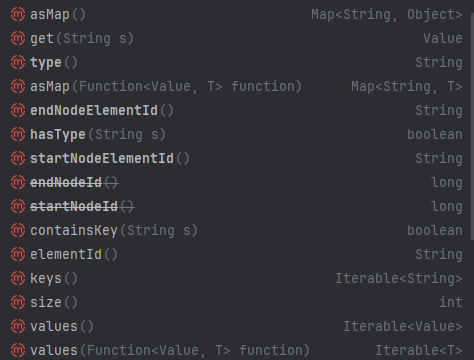 asMap() Map<String, Object>
get(String s) Value
type() String
asMap(Function<Value, T> function) Map<String, T>
endNodeElementId() String
hasType(String s) boolean
startNodeElementId() String
endNodeId() long
startNodeId() long
containsKey(String s) boolean
elementId() String
keys() Iterable<String>
size() int
values() Iterable<Value>
values(Function<Value, T> function) Iterable<T>